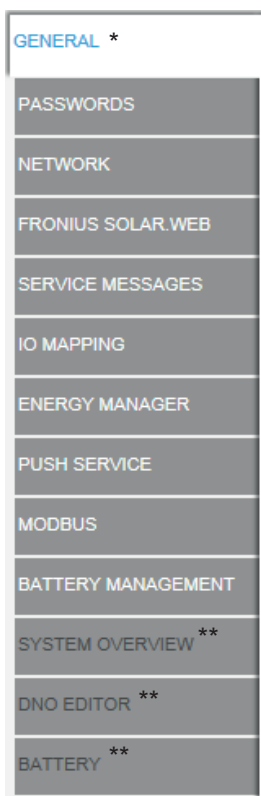 GENERAL *
PASSWORDS
NETWORK
FRONIUS SOLAR.WEB
SERVICE MESSAGES
IO MAPPING
ENERGY MANAGER
PUSH SERVICE
MODBUS
BATTERY MANAGEMENT
SYSTEM OVERVIEW **
DNO EDITOR **
BATTERY **